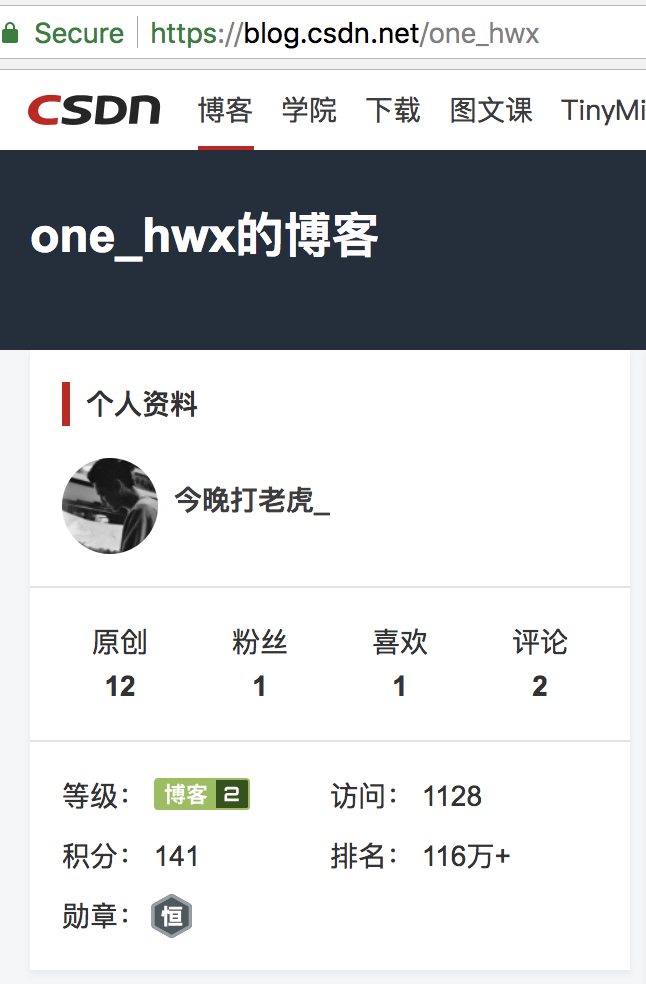 Secure https://blog.csdn.net/one_hwx
CSDN 博客 学院 下载 图文课 TinyMi
one_hwx的博客
个人资料
今晚打老虎_
原创 粉丝 喜欢 评论
12 1 1 2
等级： 博客 2 访问： 1128
积分： 141 排名： 116万+
勋章： 恒